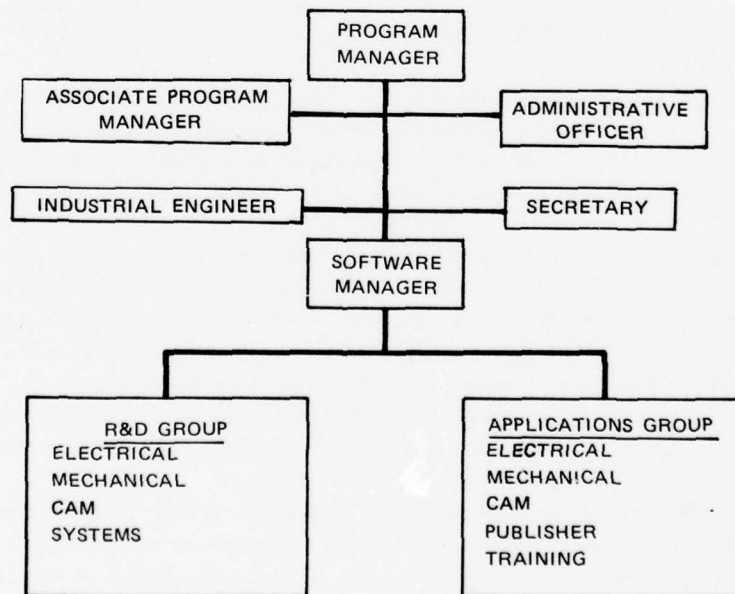 PROGRAM
MANAGER
ASSOCIATE PROGRAM
MANAGER
ADMINISTRATIVE
OFFICER
INDUSTRIAL ENGINEER
SECRETARY
SOFTWARE
MANAGER
R&D GROUP
ELECTRICAL
MECHANICAL
CAM
SYSTEMS
APPLICATIONS GROUP
ELECTRICAL
MECHANICAL
CAM
PUBLISHER
TRAINING